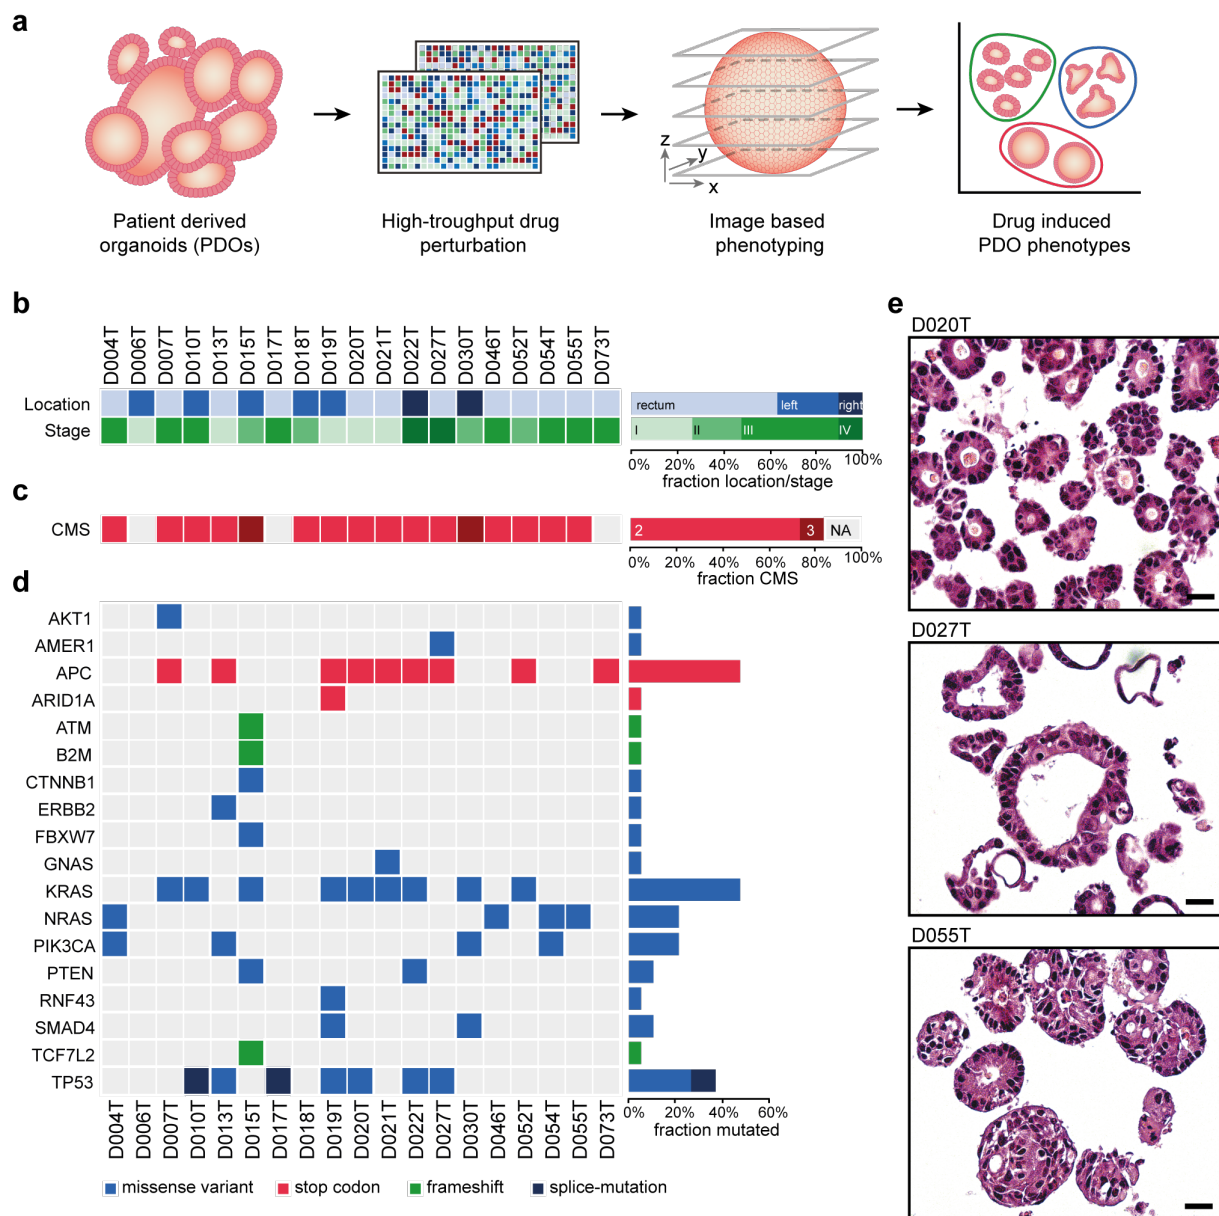 a
z
y
x
Patient derived
organoids (PDOs)
High-troughput drug
perturbation
Image based
phenotyping
Drug induced
PDO phenotypes
b
D004T D006T D007T D010T D013T D015T D017T D018T D019T D020T D021T D022T D027T D030T D046T D052T D054T D055T D073T
Location
rectum left right
Stage
I II III IV
0% 20% 40% 60% 80% 100%
fraction location/stage
c
CMS
2 3 NA
0% 20% 40% 60% 80% 100%
fraction CMS
d
AKT1
AMER1
APC
ARID1A
ATM
B2M
CTNNB1
ERBB2
FBXW7
GNAS
KRAS
NRAS
PIK3CA
PTEN
RNF43
SMAD4
TCF7L2
TP53
D004T D006T D007T D010T D013T D015T D017T D018T D019T D020T D021T D022T D027T D030T D046T D052T D054T D055T D073T
0% 20% 40% 60%
fraction mutated
missense variant stop codon frameshift splice-mutation
e
D020T
D027T
D055T